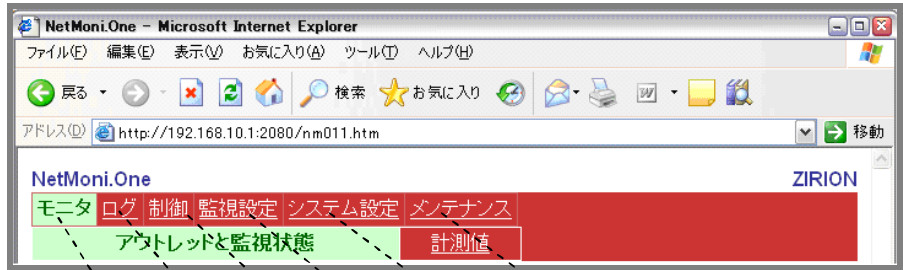 NetMoni.One - Microsoft Internet Explorer
ファイル(F) 編集(E) 表示(V) お気に入り(A) ツール(T) ヘルプ(H)
戻る 検索 お気に入り
アドレス(D) http://192.168.10.1:2080/nm011.htm 移動
NetMoni.One ZIRION
モニタ ログ 制御 監視設定 システム設定 メンテナンス
アウトレットと監視状態 計測値